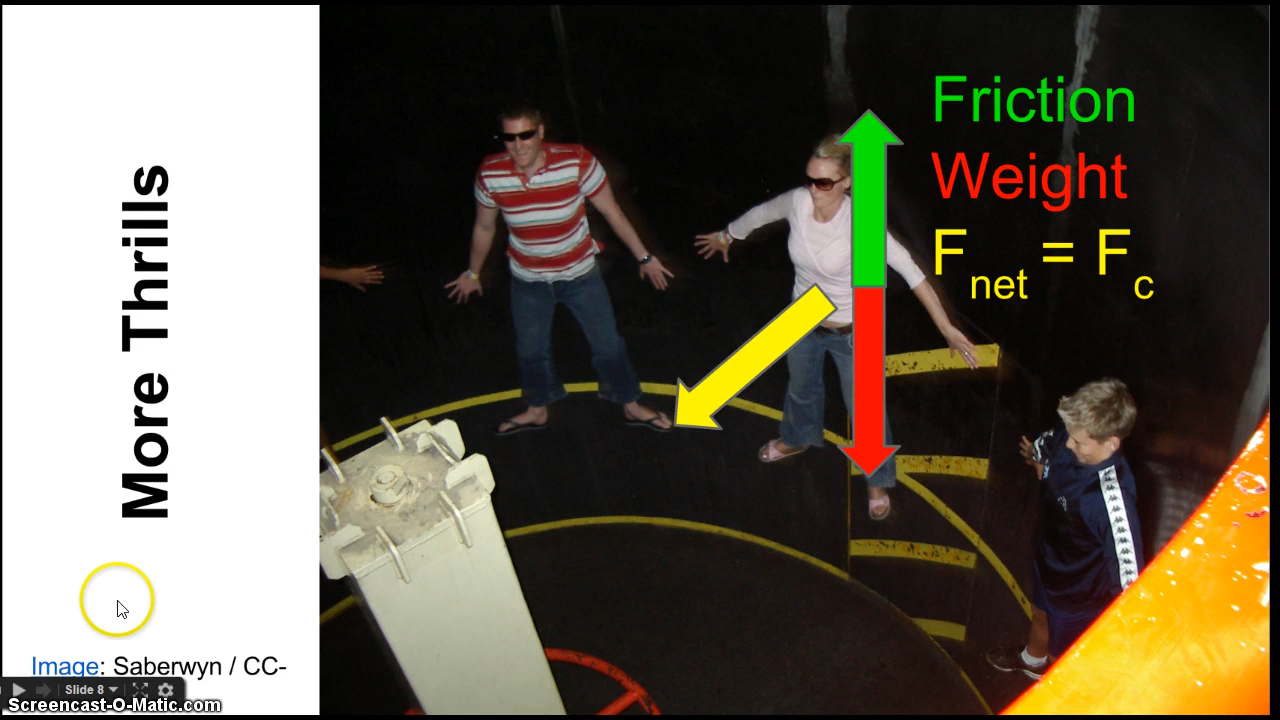 More Thrills
Friction
Weight
Fnet = Fc
Image: Saberwyn / CC-
Slide 8
Screencast-O-Matic.com